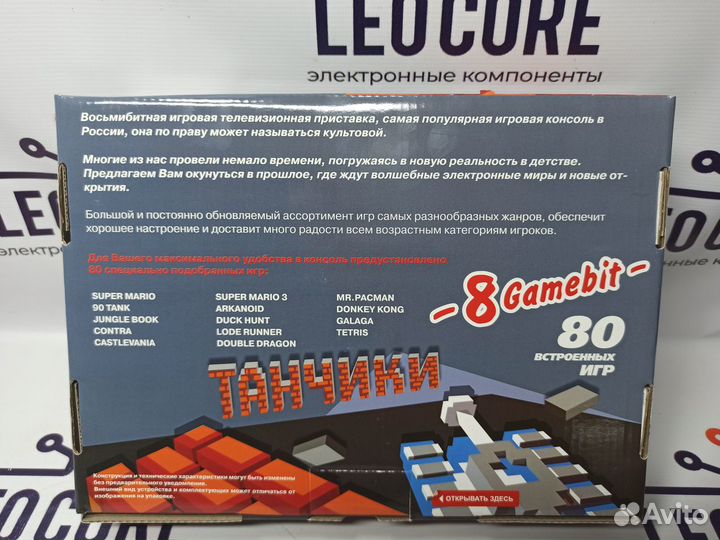 LEO CORE
электронные компоненты
Восьмибитная игровая телевизионная приставка, самая популярная игровая консоль в
России, она по праву может называться культовой.
Многие из нас провели немало времени, погружаясь в новую реальность в детстве.
Предлагаем Вам окунуться в прошлое, где ждут волшебные электронные миры и новые от-
крытия.
Большой и постоянно обновляемый ассортимент игр самых разнообразных жанров, обеспечит
хорошее настроение и доставит много радости всем возрастным категориям игроков.
Для Вашего максимального удобства в консоль предустановлено
80 специально подобранных игр:
SUPER MARIO
90 TANK
JUNGLE BOOK
CONTRA
CASTLEVANIA
SUPER MARIO 3
ARKANOID
DUCK HUNT
LODE RUNNER
DOUBLE DRAGON
MR.PACMAN
DONKEY KONG
GALAGA
TETRIS
- 8 Gamebit -
80
ВСТРОЕННЫХ
ИГР
ТАНЧИКИ
Конструкция и технические характеристики могут быть изменены
без предварительного уведомления.
Внешний вид устройства и комплектующих может отличаться от
изображения на упаковке.
ОТКРЫВАТЬ ЗДЕСЬ
LEO
электронные
LEO CORE
Avito